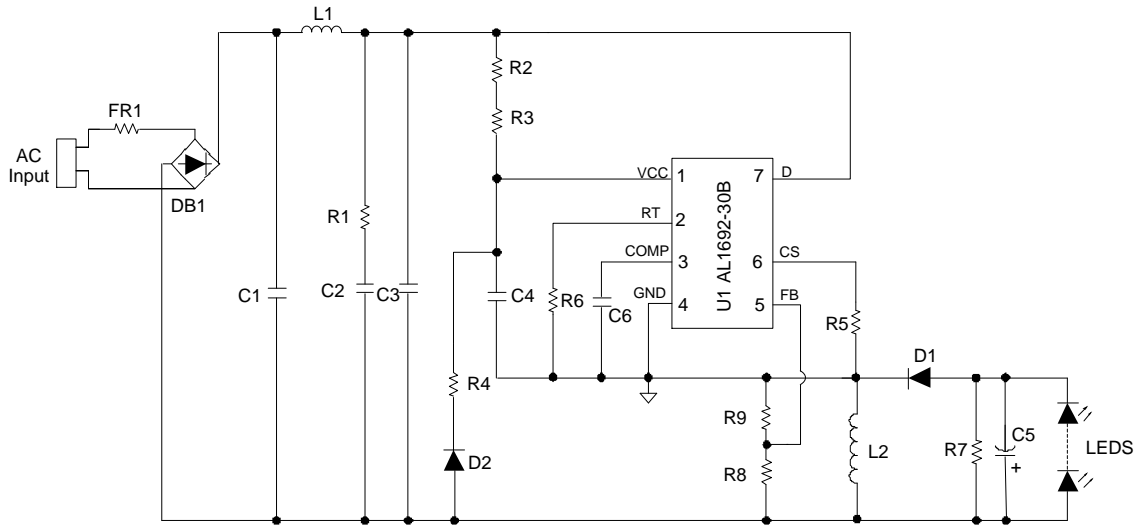 L1
R2
FR1
R3
AC
Input
DB1
VCC
1
7
D
R1
RT
2
U1 AL1692-30B
COMP
3
6
CS
C1
C2
C3
C4
R6
C6
GND
4
5
FB
R5
D1
R4
R9
D2
R8
L2
R7
C5
+
LEDS